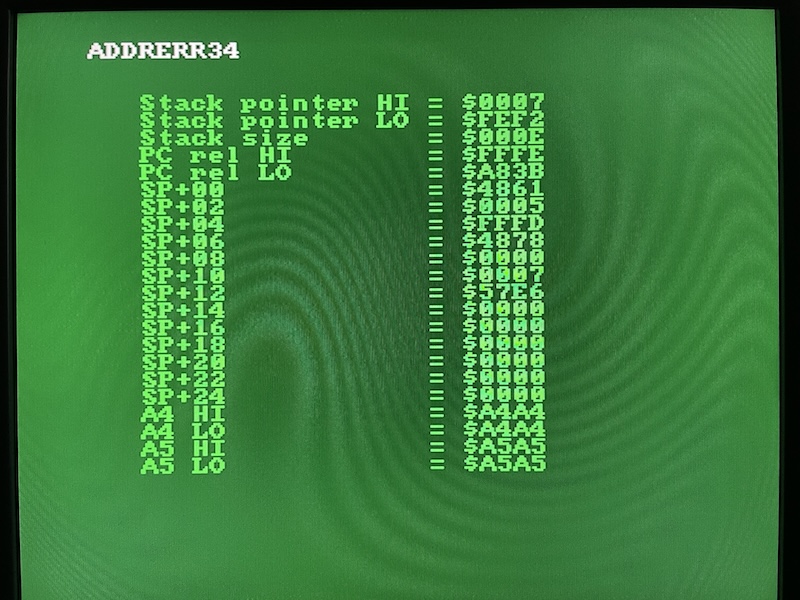 ADDRERR34
Stack pointer HI = $0007
Stack pointer LO = $FEF2
Stack size = $000E
PC rel HI = $FFFE
PC rel LO = $A83B
SP+00 = $4861
SP+02 = $0005
SP+04 = $FFFD
SP+06 = $4878
SP+08 = $0000
SP+10 = $0007
SP+12 = $57E6
SP+14 = $0000
SP+16 = $0000
SP+18 = $0000
SP+20 = $0000
SP+22 = $0000
SP+24 = $0000
A4 HI = $A4A4
A4 LO = $A4A4
A5 HI = $A5A5
A5 LO = $A5A5